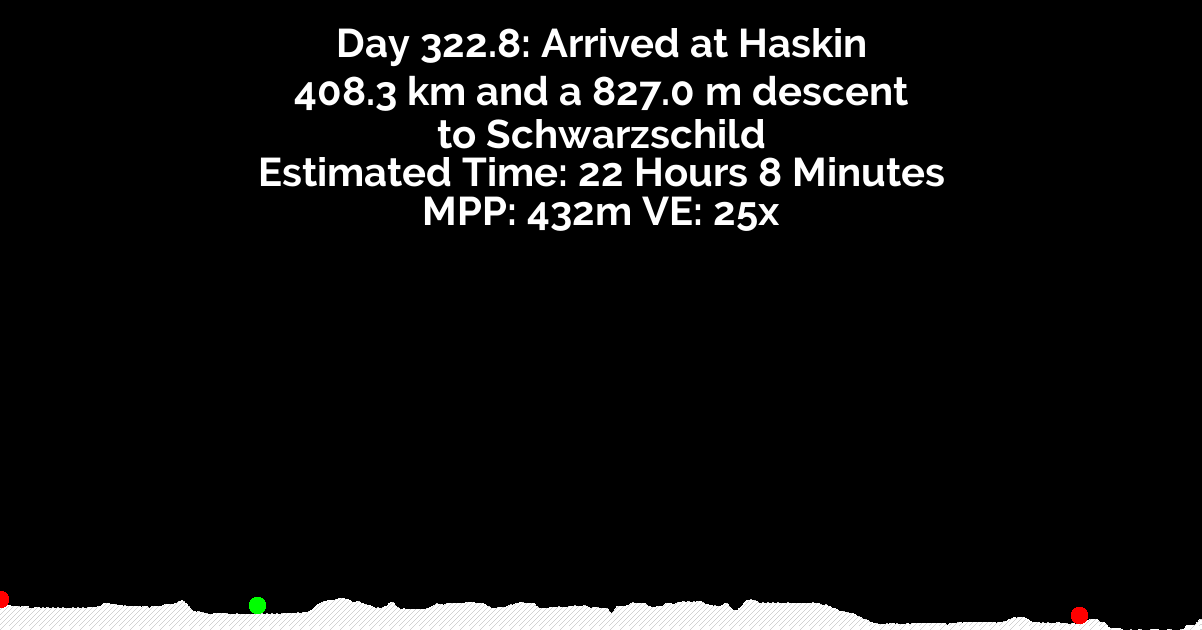 Day 322.8: Arrived at Haskin
408.3 km and a 827.0 m descent
to Schwarzschild
Estimated Time: 22 Hours 8 Minutes
MPP: 432m VE: 25x